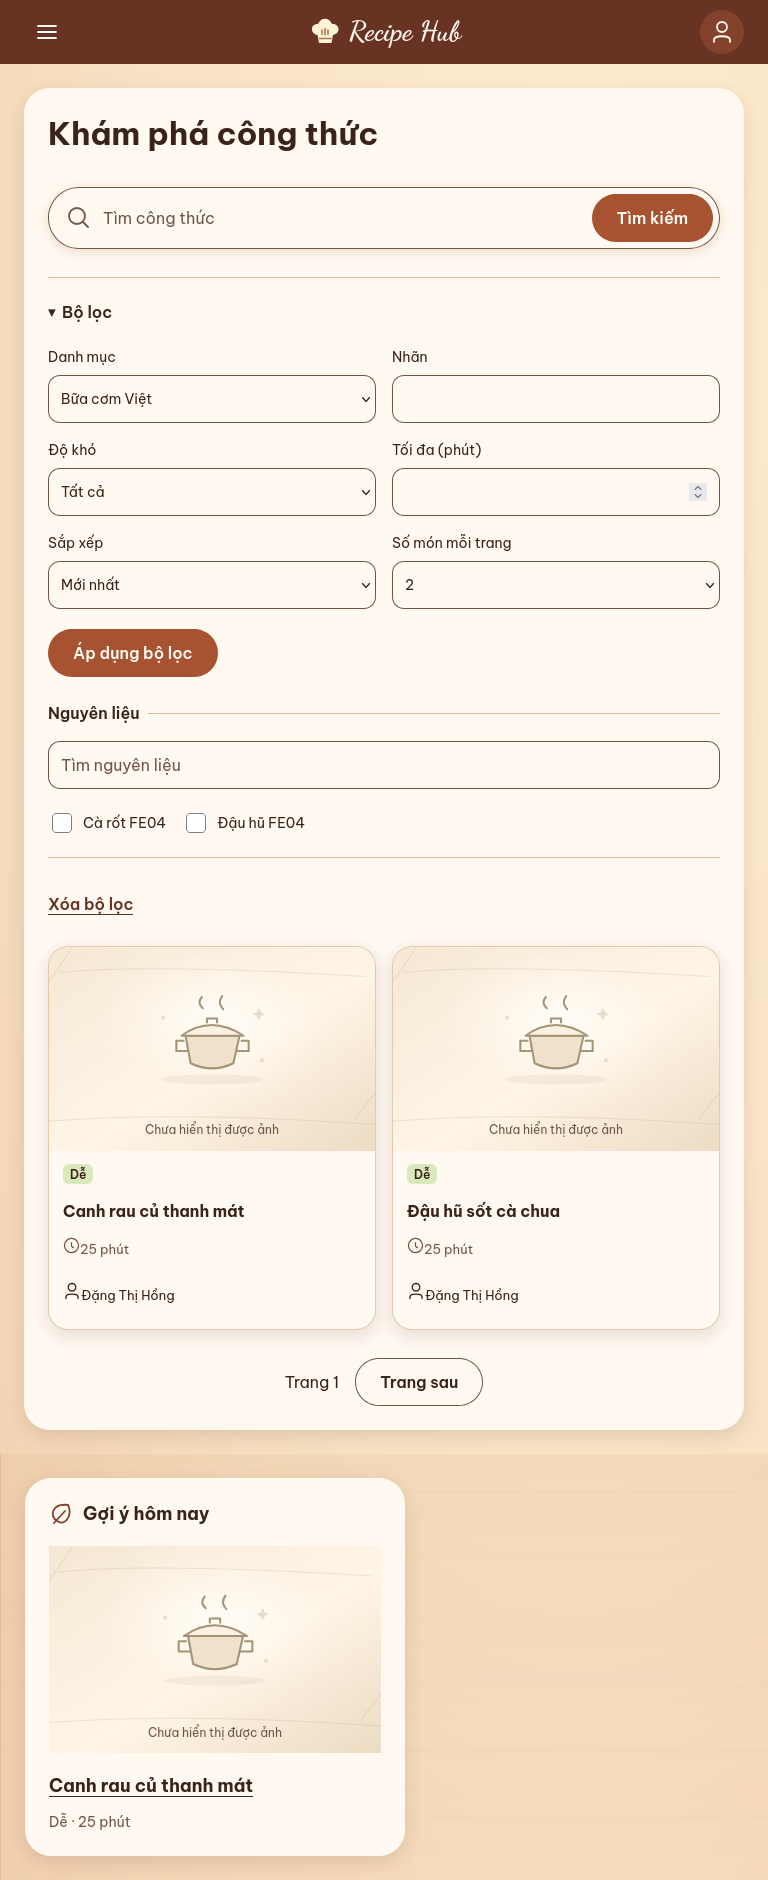 Recipe Hub
Khám phá công thức
Tìm công thức
Tìm kiếm
▾ Bộ lọc
Danh mục
Nhãn
Bữa cơm Việt
Độ khó
Tối đa (phút)
Tất cả
Sắp xếp
Số món mỗi trang
Mới nhất
2
Áp dụng bộ lọc
Nguyên liệu
Tìm nguyên liệu
Cà rốt FE04
Đậu hũ FE04
Xóa bộ lọc
Chưa hiển thị được ảnh
Dễ
Canh rau củ thanh mát
25 phút
Đặng Thị Hồng
Chưa hiển thị được ảnh
Dễ
Đậu hũ sốt cà chua
25 phút
Đặng Thị Hồng
Trang 1
Trang sau
Gợi ý hôm nay
Chưa hiển thị được ảnh
Canh rau củ thanh mát
Dễ · 25 phút